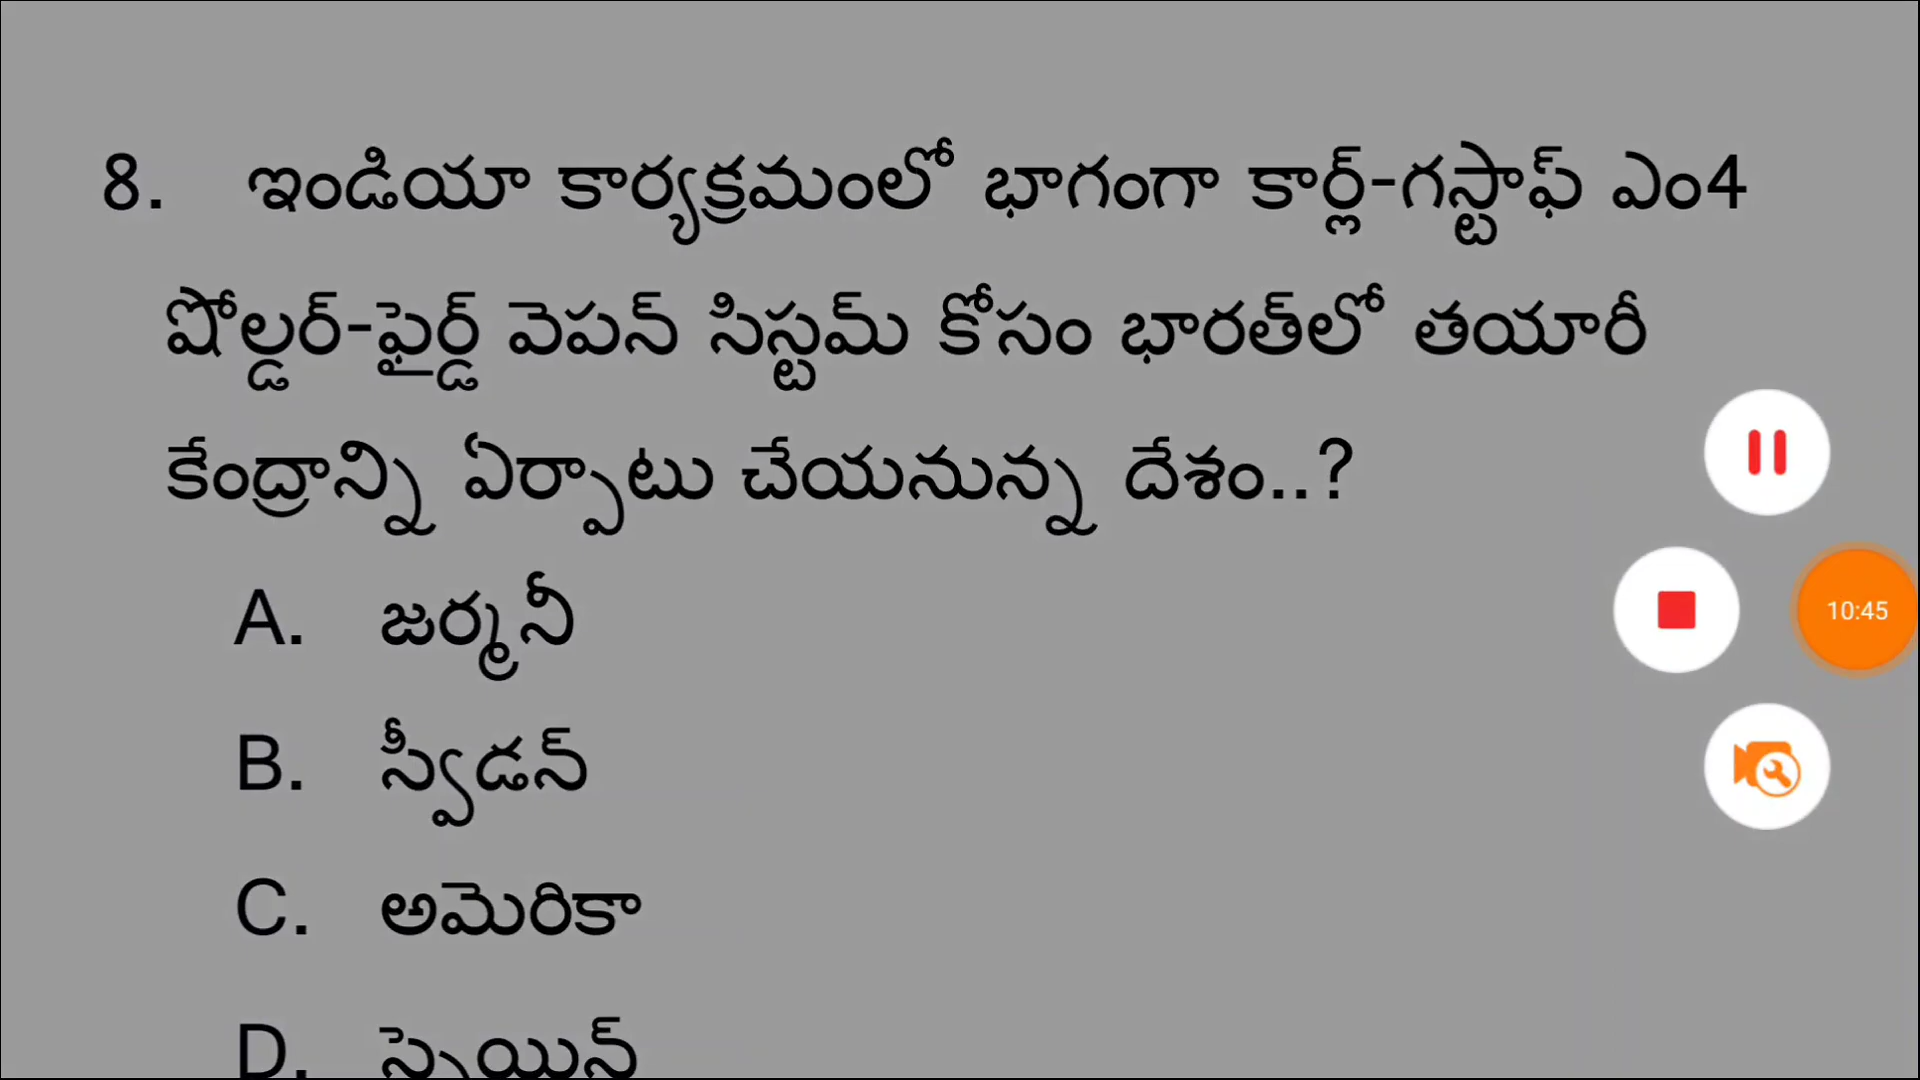 8. ఇండియా కార్యక్రమంలో భాగంగా కార్ల్-గస్టాఫ్ ఎం4
షోల్డర్-ఫైర్డ్ వెపన్ సిస్టమ్ కోసం భారత్‌లో తయారీ
కేంద్రాన్ని ఏర్పాటు చేయనున్న దేశం..?
A. జర్మనీ
B. స్వీడన్
10:45
C. అమెరికా
D. స్పెయిన్